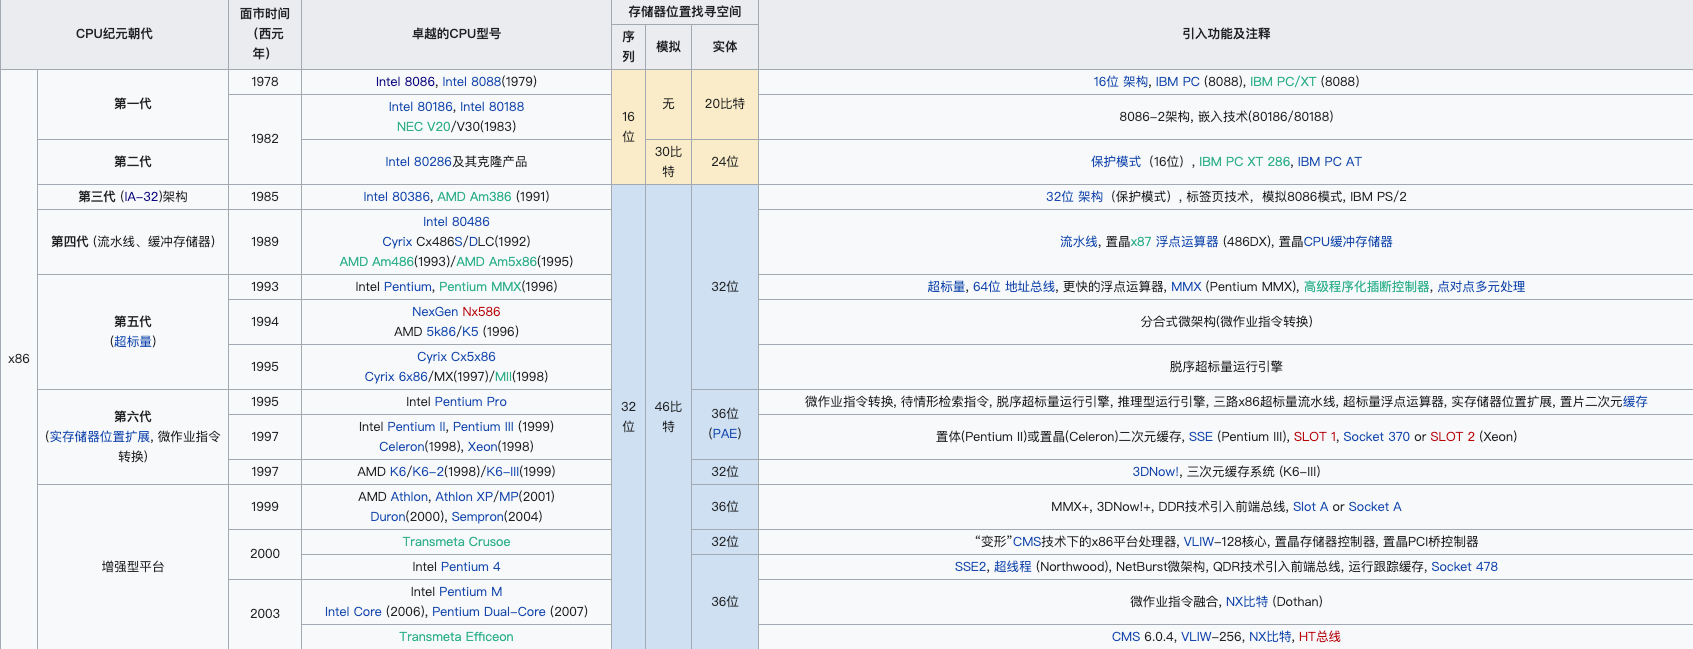 CPU纪元朝代
面市时间
（西元
年）
卓越的CPU型号
存储器位置找寻空间
序
列
模拟
实体
引入功能及注释
x86
第一代
1978
Intel 8086, Intel 8088(1979)
16
位
无
20比特
16位 架构, IBM PC (8088), IBM PC/XT (8088)
1982
Intel 80186, Intel 80188
NEC V20/V30(1983)
8086-2架构, 嵌入技术(80186/80188)
第二代
Intel 80286及其克隆产品
30比
特
24位
保护模式（16位）, IBM PC XT 286, IBM PC AT
第三代 (IA-32)架构
1985
Intel 80386, AMD Am386 (1991)
32
位
46比
特
32位
32位 架构（保护模式）, 标签页技术，模拟8086模式, IBM PS/2
第四代 (流水线、缓冲存储器)
1989
Intel 80486
Cyrix Cx486S/DLC(1992)
AMD Am486(1993)/AMD Am5x86(1995)
流水线, 置晶x87 浮点运算器 (486DX), 置晶CPU缓冲存储器
第五代
(超标量)
1993
Intel Pentium, Pentium MMX(1996)
超标量, 64位 地址总线, 更快的浮点运算器, MMX (Pentium MMX), 高级程序化插断控制器, 点对点多元处理
1994
NexGen Nx586
AMD 5k86/K5 (1996)
分合式微架构(微作业指令转换)
1995
Cyrix Cx5x86
Cyrix 6x86/MX(1997)/MII(1998)
脱序超标量运行引擎
第六代
(实存储器位置扩展, 微作业指令
转换)
1995
Intel Pentium Pro
36位
(PAE)
微作业指令转换, 待情形检索指令, 脱序超标量运行引擎, 推理型运行引擎, 三路x86超标量流水线, 超标量浮点运算器, 实存储器位置扩展, 置片二次元缓存
1997
Intel Pentium II, Pentium III (1999)
Celeron(1998), Xeon(1998)
置体(Pentium II)或置晶(Celeron)二次元缓存, SSE (Pentium III), SLOT 1, Socket 370 or SLOT 2 (Xeon)
1997
AMD K6/K6-2(1998)/K6-III(1999)
32位
3DNow!, 三次元缓存系统 (K6-III)
增强型平台
1999
AMD Athlon, Athlon XP/MP(2001)
Duron(2000), Sempron(2004)
36位
MMX+, 3DNow!+, DDR技术引入前端总线, Slot A or Socket A
2000
Transmeta Crusoe
32位
“变形”CMS技术下的x86平台处理器, VLIW-128核心, 置晶存储器控制器, 置晶PCI桥控制器
Intel Pentium 4
36位
SSE2, 超线程 (Northwood), NetBurst微架构, QDR技术引入前端总线, 运行跟踪缓存, Socket 478
2003
Intel Pentium M
Intel Core (2006), Pentium Dual-Core (2007)
微作业指令融合, NX比特 (Dothan)
Transmeta Efficeon
CMS 6.0.4, VLIW-256, NX比特, HT总线